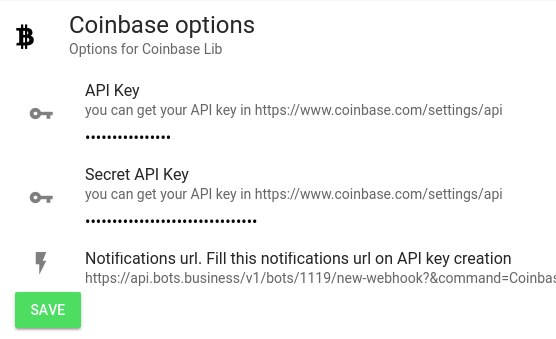 Coinbase options
Options for Coinbase Lib
API Key
you can get your API key in https://www.coinbase.com/settings/api
••••••••••••••••
Secret API Key
you can get your API key in https://www.coinbase.com/settings/api
••••••••••••••••••••••••••••••••
Notifications url. Fill this notifications url on API key creation
https://api.bots.business/v1/bots/1119/new-webhook?&command=Coinbas
SAVE